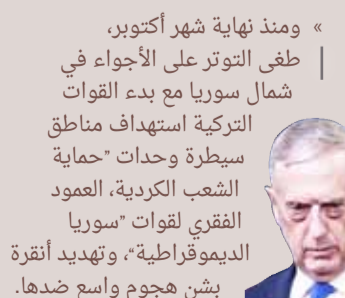 » ومنذ نهاية شهر أكتوبر،
طغى التوتر على الأجواء في
شمال سوريا مع بدء القوات
التركية استهداف مناطق
سيطرة وحدات ”حماية
الشعب الكردية، العمود
الفقري لقوات ”سوريا
الديموقراطية“، وتهديد أنقرة
بشن هجوم واسع ضدها.